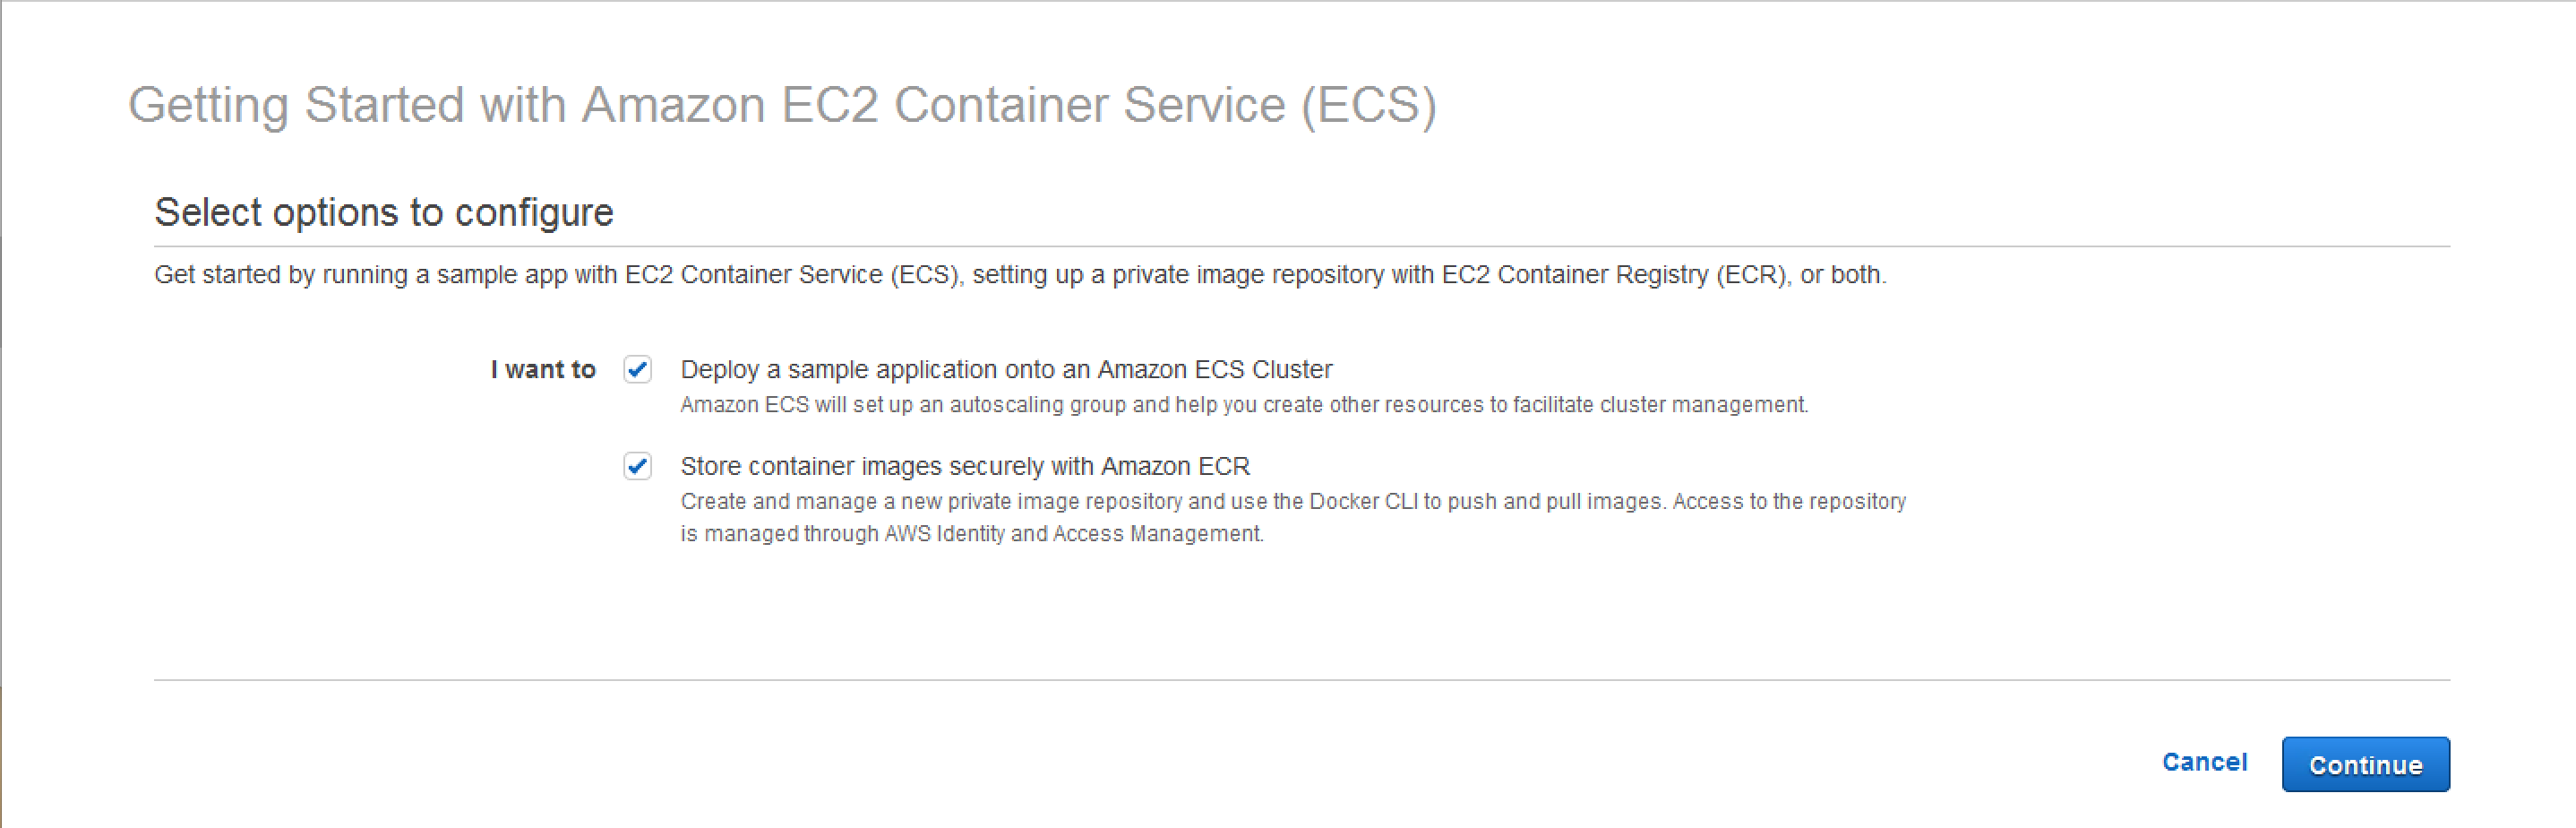 Getting Started with Amazon EC2 Container Service (ECS)
Select options to configure
Get started by running a sample app with EC2 Container Service (ECS), setting up a private image repository with EC2 Container Registry (ECR), or both.
I want to Deploy a sample application onto an Amazon ECS Cluster
Amazon ECS will set up an autoscaling group and help you create other resources to facilitate cluster management.
Store container images securely with Amazon ECR
Create and manage a new private image repository and use the Docker CLI to push and pull images. Access to the repository
is managed through AWS Identity and Access Management.
Cancel Continue